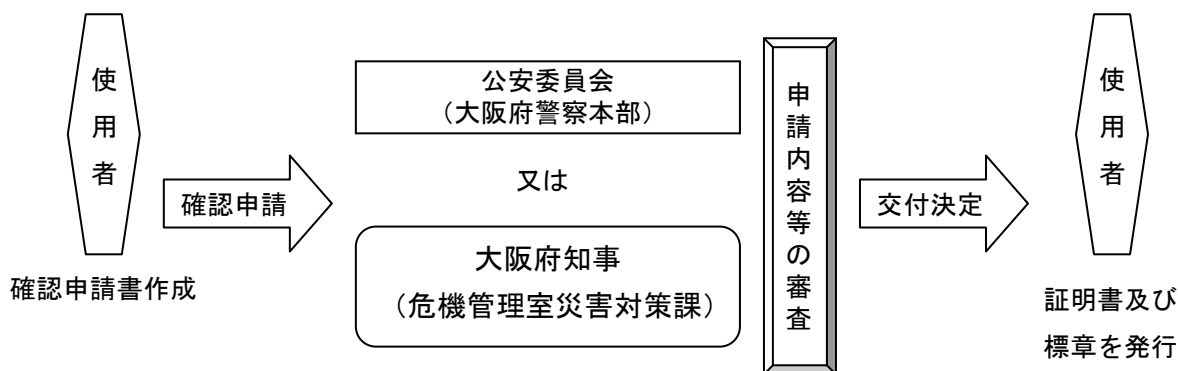 使用者
確認申請書作成
確認申請
公安委員会
（大阪府警察本部）
又は
大阪府知事
（危機管理室災害対策課）
申請内容等の審査
交付決定
使用者
証明書及び
標章を発行